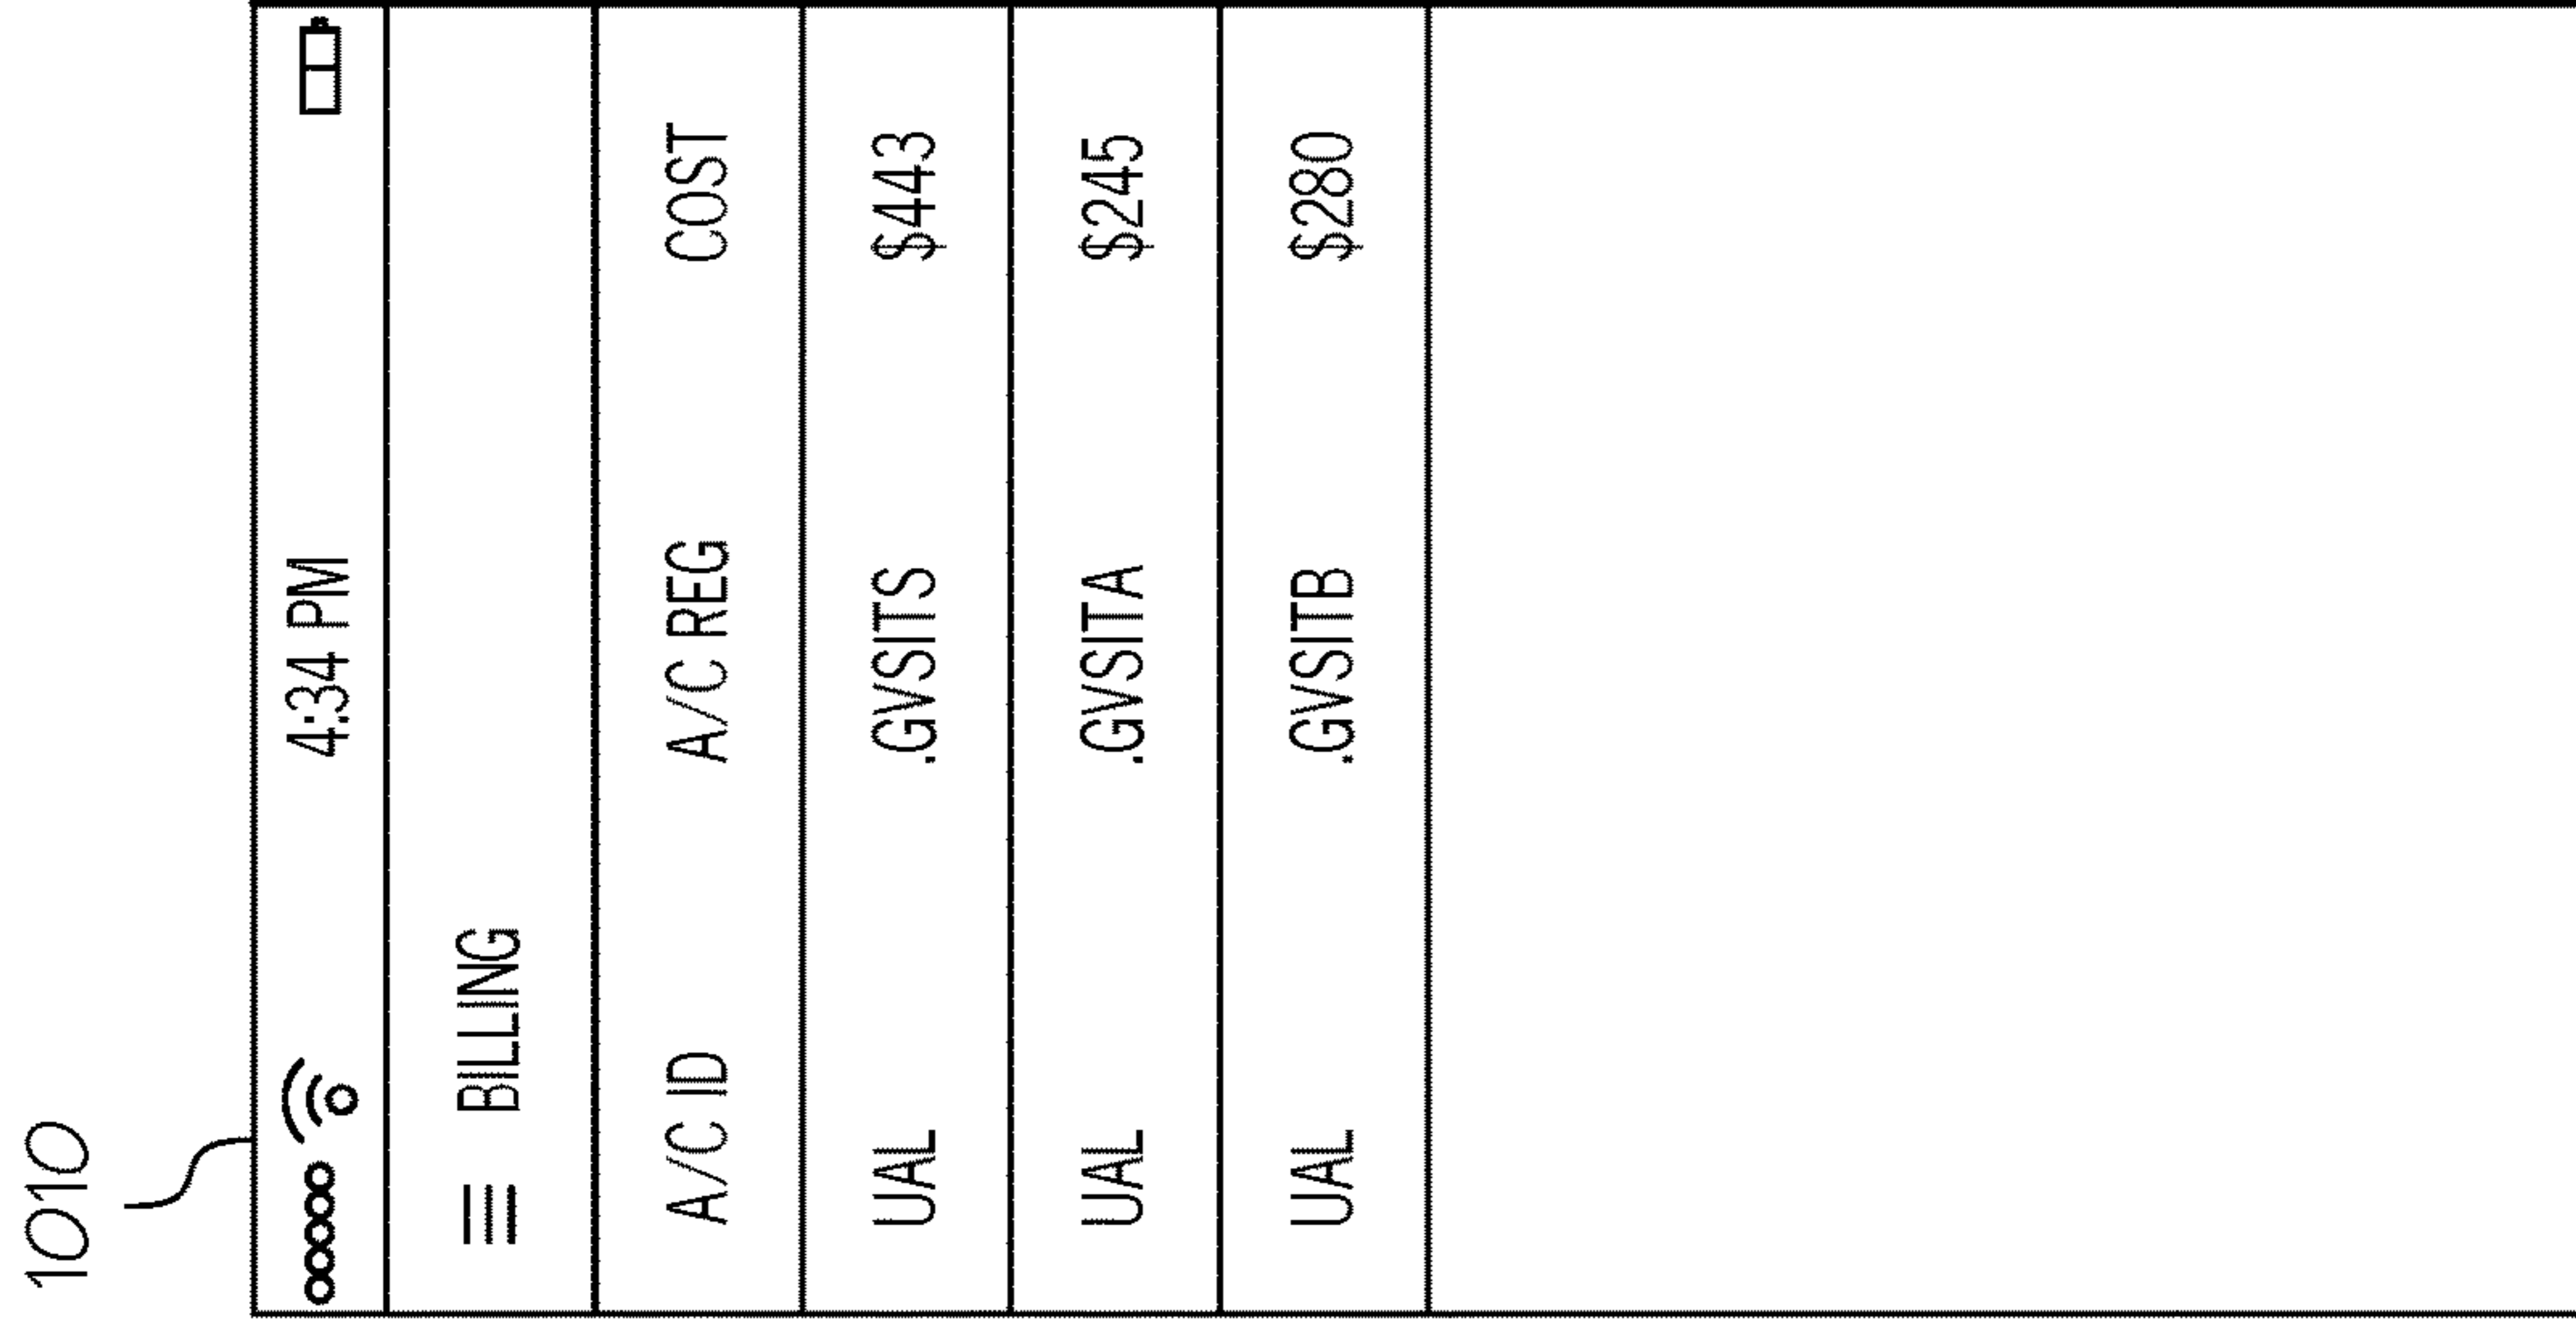 1010
4:34 PM
BILLING
A/C ID A/C REG COST
UAL .GVSITS $443
UAL .GVSITA $245
UAL .GVSITB $280